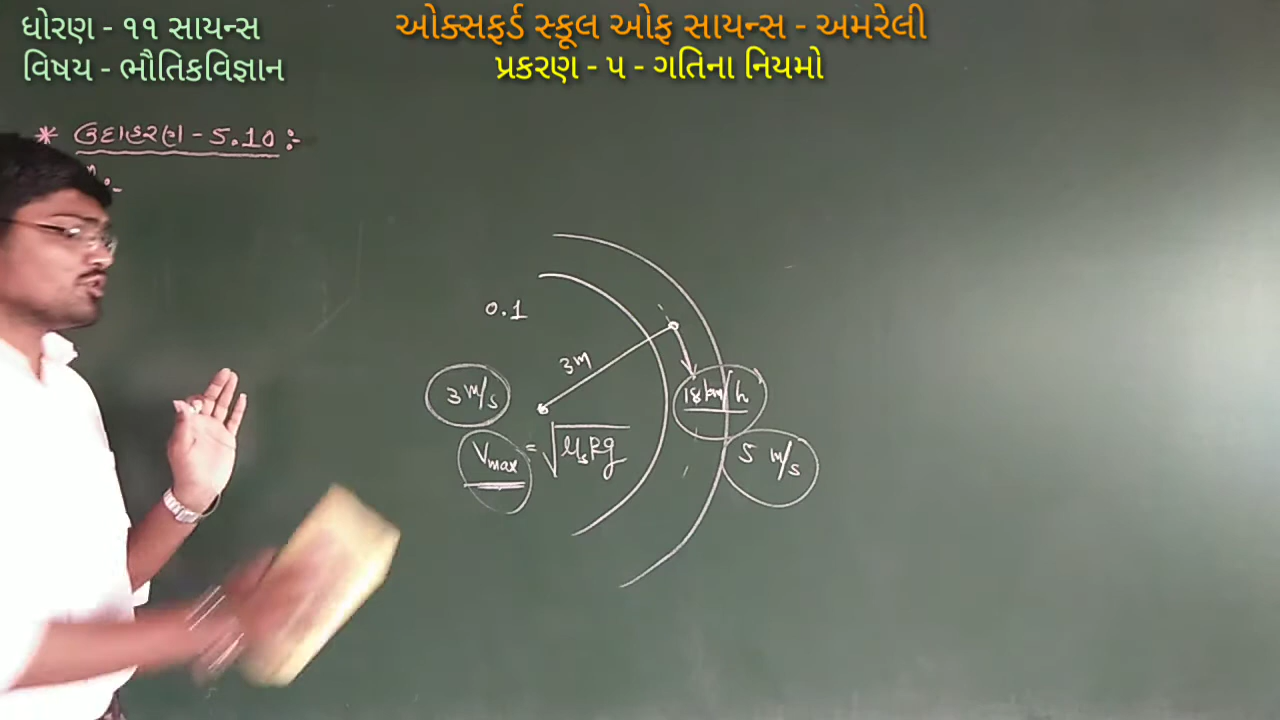 ધોરણ - ૧૧ સાયન્સ
ઓક્સફર્ડ સ્કૂલ ઓફ સાયન્સ - અમરેલી
વિષય - ભૌતિકવિજ્ઞાન
પ્રકરણ - ૫ - ગતિના નિયમો
* ઉદાહરણ - 5.10 :-
0.1
3m
3 m/s
18 km/h
Vmax = √μsRg
5 m/s